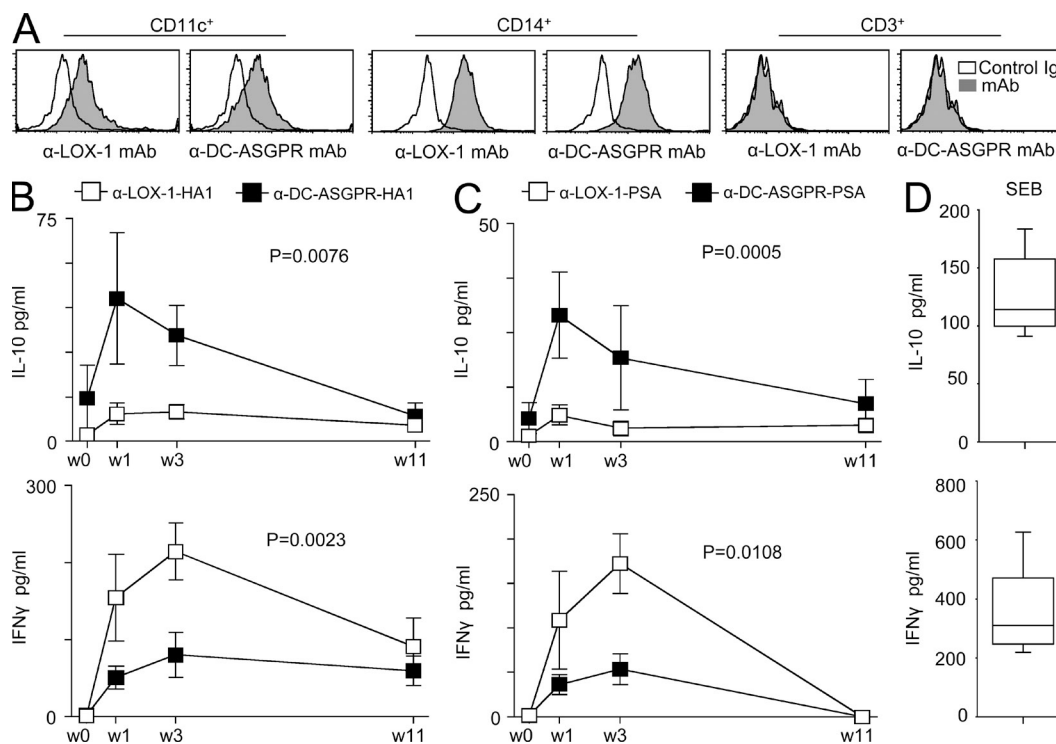 A
CD11c+
CD14+
CD3+
Control Ig
mAb
α-LOX-1 mAb
α-DC-ASGPR mAb
α-LOX-1 mAb
α-DC-ASGPR mAb
α-LOX-1 mAb
α-DC-ASGPR mAb
B
α-LOX-1-HA1
α-DC-ASGPR-HA1
75
P=0.0076
IL-10 pg/ml
0
w0
w1
w3
w11
300
P=0.0023
IFNγ pg/ml
0
w0
w1
w3
w11
C
α-LOX-1-PSA
α-DC-ASGPR-PSA
50
P=0.0005
IL-10 pg/ml
0
w0
w1
w3
w11
250
P=0.0108
IFNγ pg/ml
0
w0
w1
w3
w11
D
SEB
200
150
100
50
0
IL-10 pg/ml
800
600
400
200
0
IFNγ pg/ml